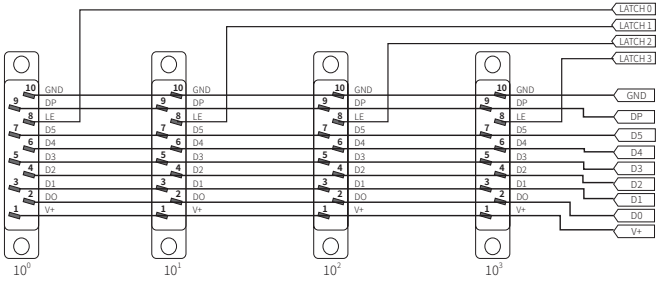 LATCH 0
LATCH 1
LATCH 2
LATCH 3
10 GND 10 GND 10 GND 10 GND GND
9 DP 9 DP 9 DP 9 DP DP
8 LE 8 LE 8 LE 8 LE
7 D5 7 D5 7 D5 7 D5 D5
6 D4 6 D4 6 D4 6 D4 D4
5 D3 5 D3 5 D3 5 D3 D3
4 D2 4 D2 4 D2 4 D2 D2
3 D1 3 D1 3 D1 3 D1 D1
2 DO 2 DO 2 DO 2 DO D0
1 V+ 1 V+ 1 V+ 1 V+ V+
10⁰ 10¹ 10² 10³